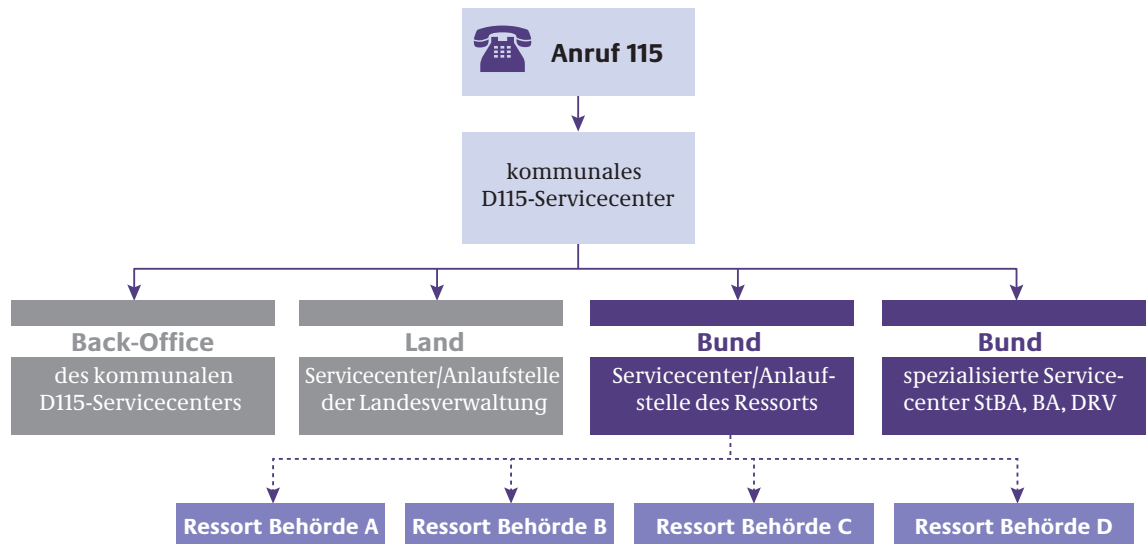 Anruf 115
kommunales
D115-Servicecenter
Back-Office
des kommunalen
D115-Servicecenters
Land
Servicecenter/Anlaufstelle
der Landesverwaltung
Bund
Servicecenter/Anlauf-
stelle des Ressorts
Bund
spezialisierte Service-
center StBA, BA, DRV
Ressort Behörde A
Ressort Behörde B
Ressort Behörde C
Ressort Behörde D